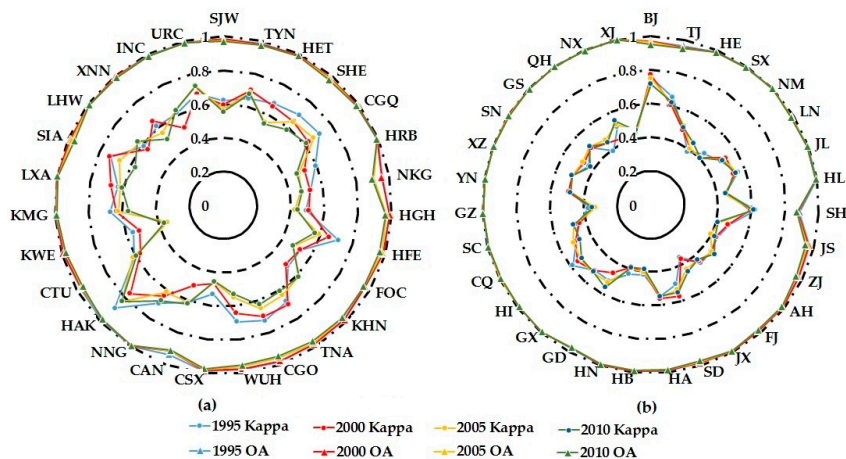 SJW
TYN
HET
SHE
CGQ
HRB
NKG
HGH
HFE
FOC
KHN
TNA
CGO
WUH
CSX
CAN
NNG
HAK
CTU
KWE
KMG
LXA
SIA
LHW
XNN
INC
URC
1
0.8
0.6
0.4
0.2
0
(a)
BJ
TJ
HE
SX
NM
LN
JL
HL
SH
JS
ZJ
AH
FJ
JX
SD
HA
HB
HN
GD
GX
HI
CQ
SC
GZ
YN
XZ
SN
GS
QH
NX
XJ
1
0.8
0.6
0.4
0.2
0
(b)
1995 Kappa 2000 Kappa 2005 Kappa 2010 Kappa
1995 OA 2000 OA 2005 OA 2010 OA